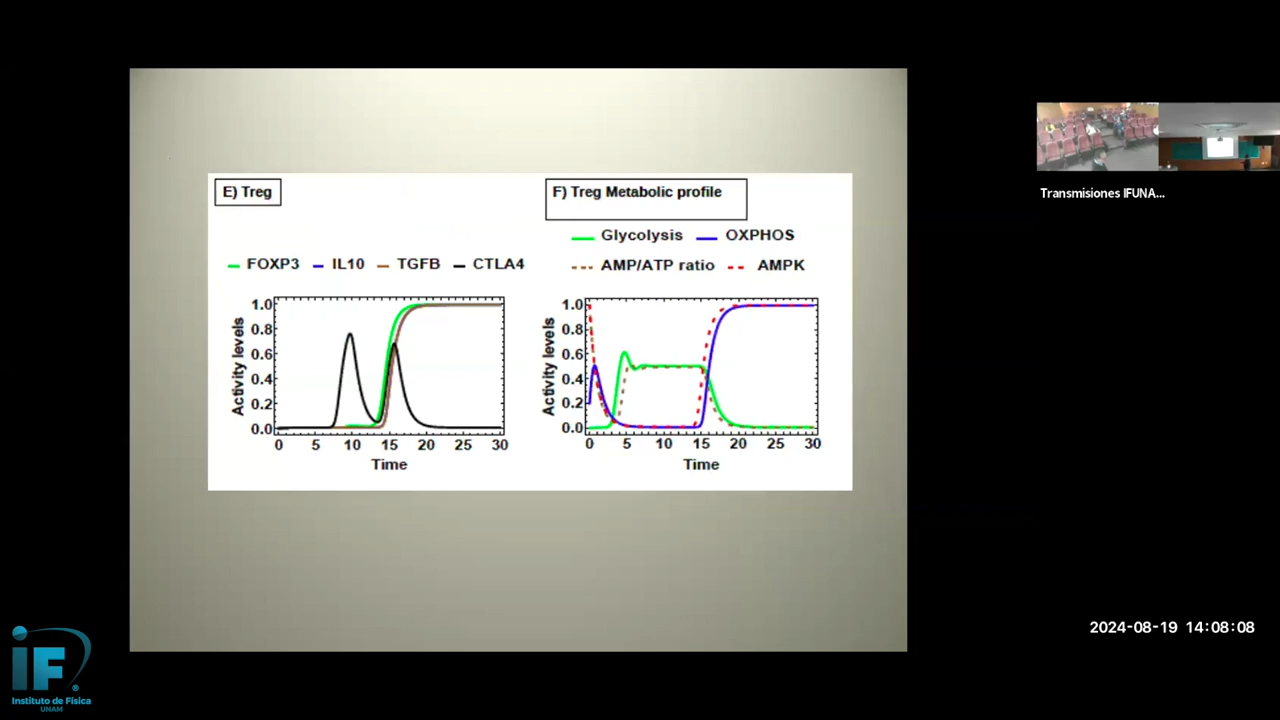 E) Treg
FOXP3 IL10 TGFB CTLA4
1.0
0.8
0.6
0.4
0.2
0.0
Activity levels
0 5 10 15 20 25 30
Time
F) Treg Metabolic profile
Glycolysis OXPHOS
AMP/ATP ratio AMPK
1.0
0.8
0.6
0.4
0.2
0.0
Activity levels
0 5 10 15 20 25 30
Time
Transmisiones IFUNA...
2024-08-19 14:08:08
iF
Instituto de Física
UNAM